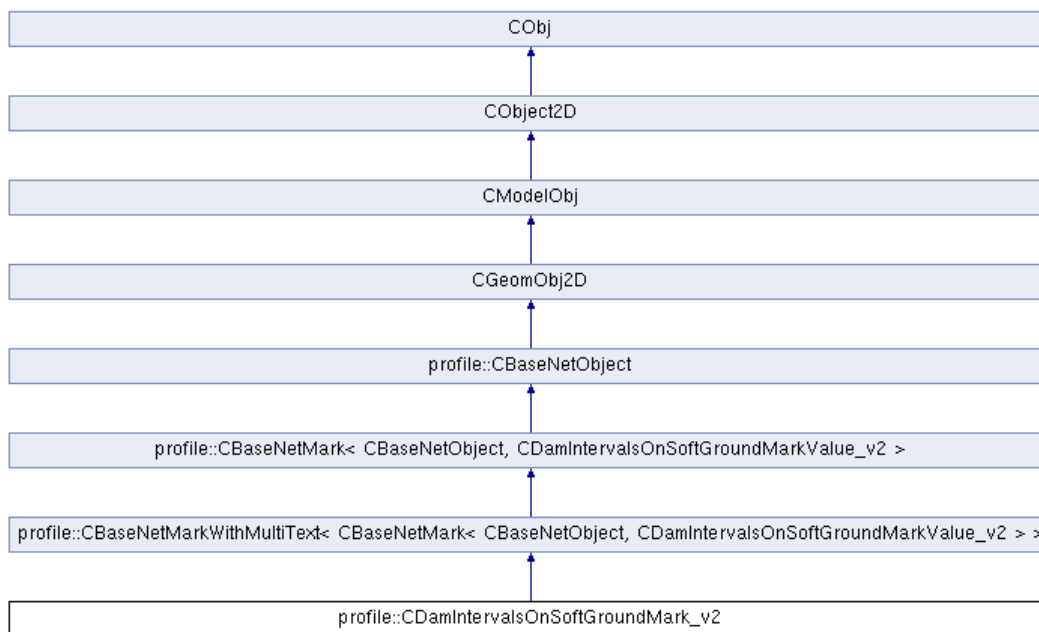 CObj
CObject2D
CModelObj
CGeomObj2D
profile::CBaseNetObject
profile::CBaseNetMark< CBaseNetObject, CDamIntervalsOnSoftGroundMarkValue_v2 >
profile::CBaseNetMarkWithMultiText< CBaseNetMark< CBaseNetObject, CDamIntervalsOnSoftGroundMarkValue_v2 > >
profile::CDamIntervalsOnSoftGroundMark_v2